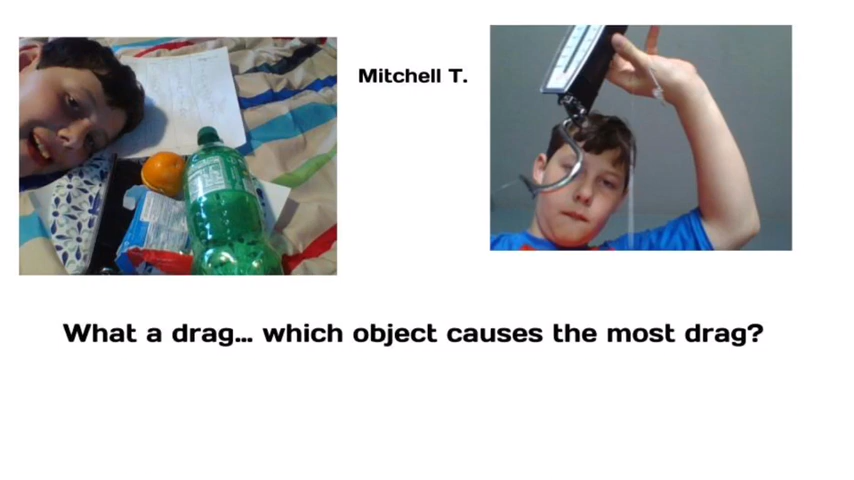 Mitchell T.
What a drag... which object causes the most drag?